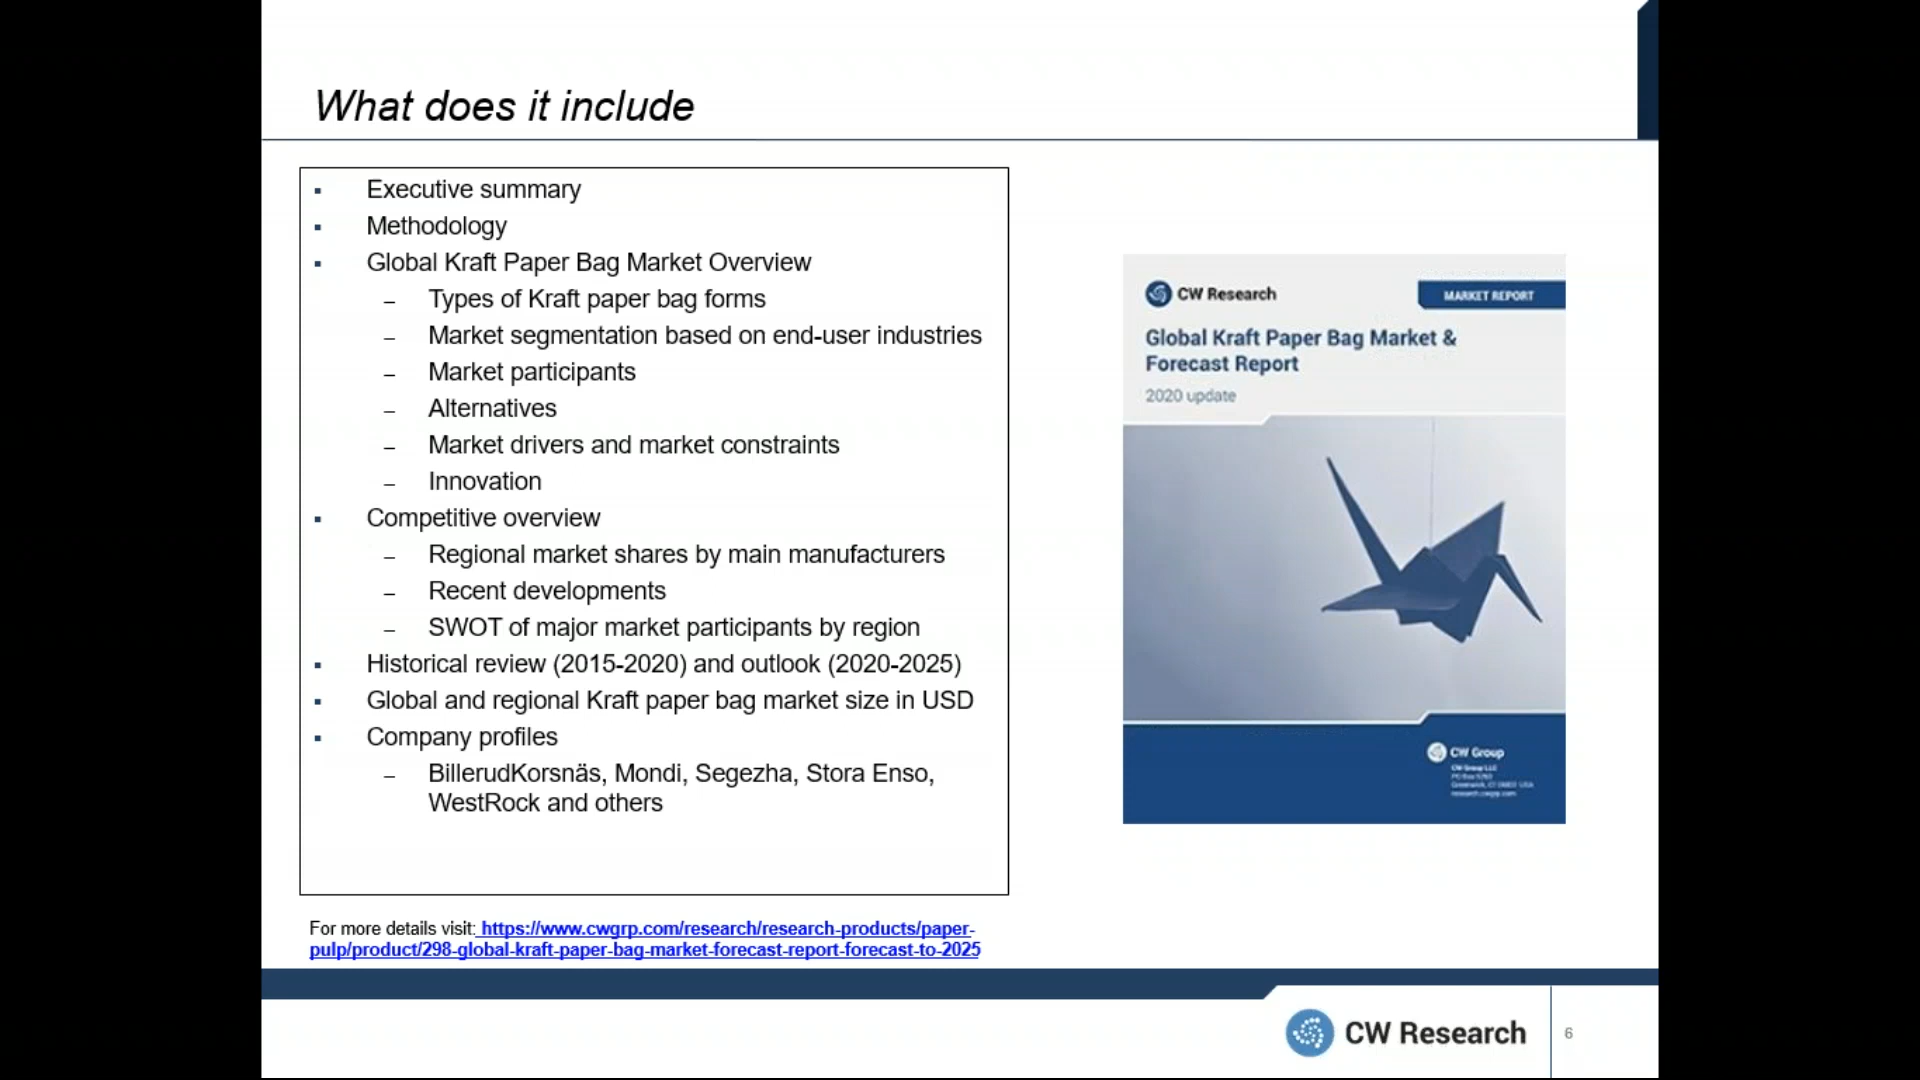 What does it include
▪ Executive summary
▪ Methodology
▪ Global Kraft Paper Bag Market Overview
– Types of Kraft paper bag forms
– Market segmentation based on end-user industries
– Market participants
– Alternatives
– Market drivers and market constraints
– Innovation
▪ Competitive overview
– Regional market shares by main manufacturers
– Recent developments
– SWOT of major market participants by region
▪ Historical review (2015-2020) and outlook (2020-2025)
▪ Global and regional Kraft paper bag market size in USD
▪ Company profiles
– BillerudKorsnäs, Mondi, Segezha, Stora Enso,
WestRock and others
For more details visit: https://www.cwgrp.com/research/research-products/paper-
pulp/product/298-global-kraft-paper-bag-market-forecast-report-forecast-to-2025
CW Research
MARKET REPORT
Global Kraft Paper Bag Market &
Forecast Report
2020 update
CW Group
CW Group LLC
CW Research
6